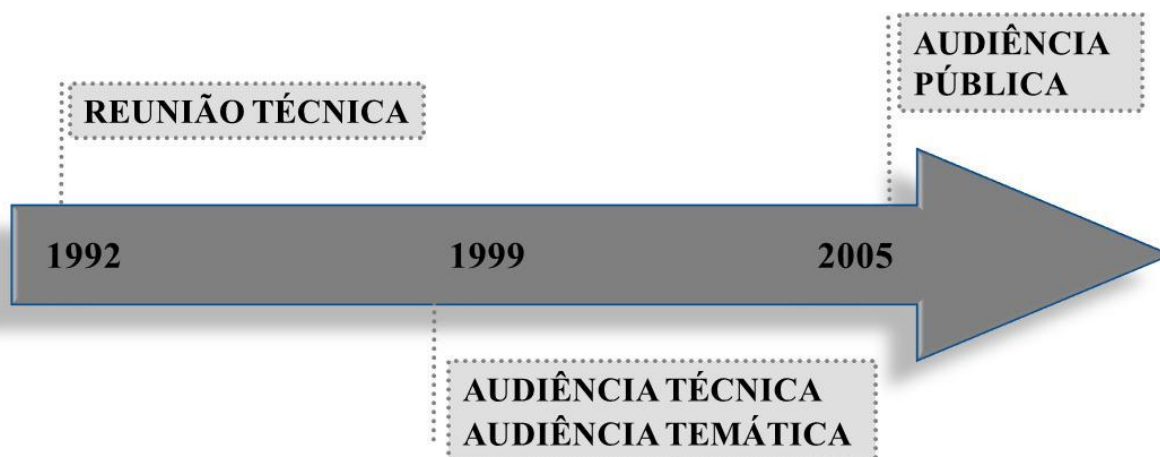 AUDIÊNCIA
PÚBLICA
REUNIÃO TÉCNICA
1992
1999
2005
AUDIÊNCIA TÉCNICA
AUDIÊNCIA TEMÁTICA